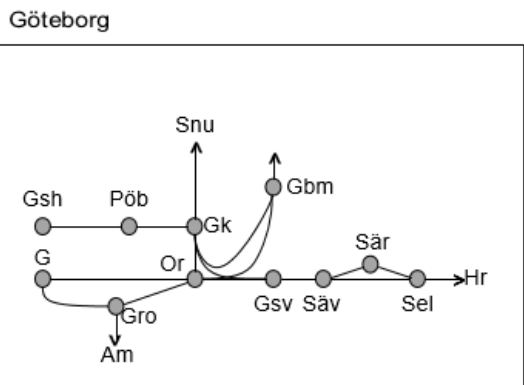 Göteborg
Snu
Gsh
Pöb
Gk
Gbm
G
Or
Sär
Hr
Gro
Gsv
Säv
Sel
Am